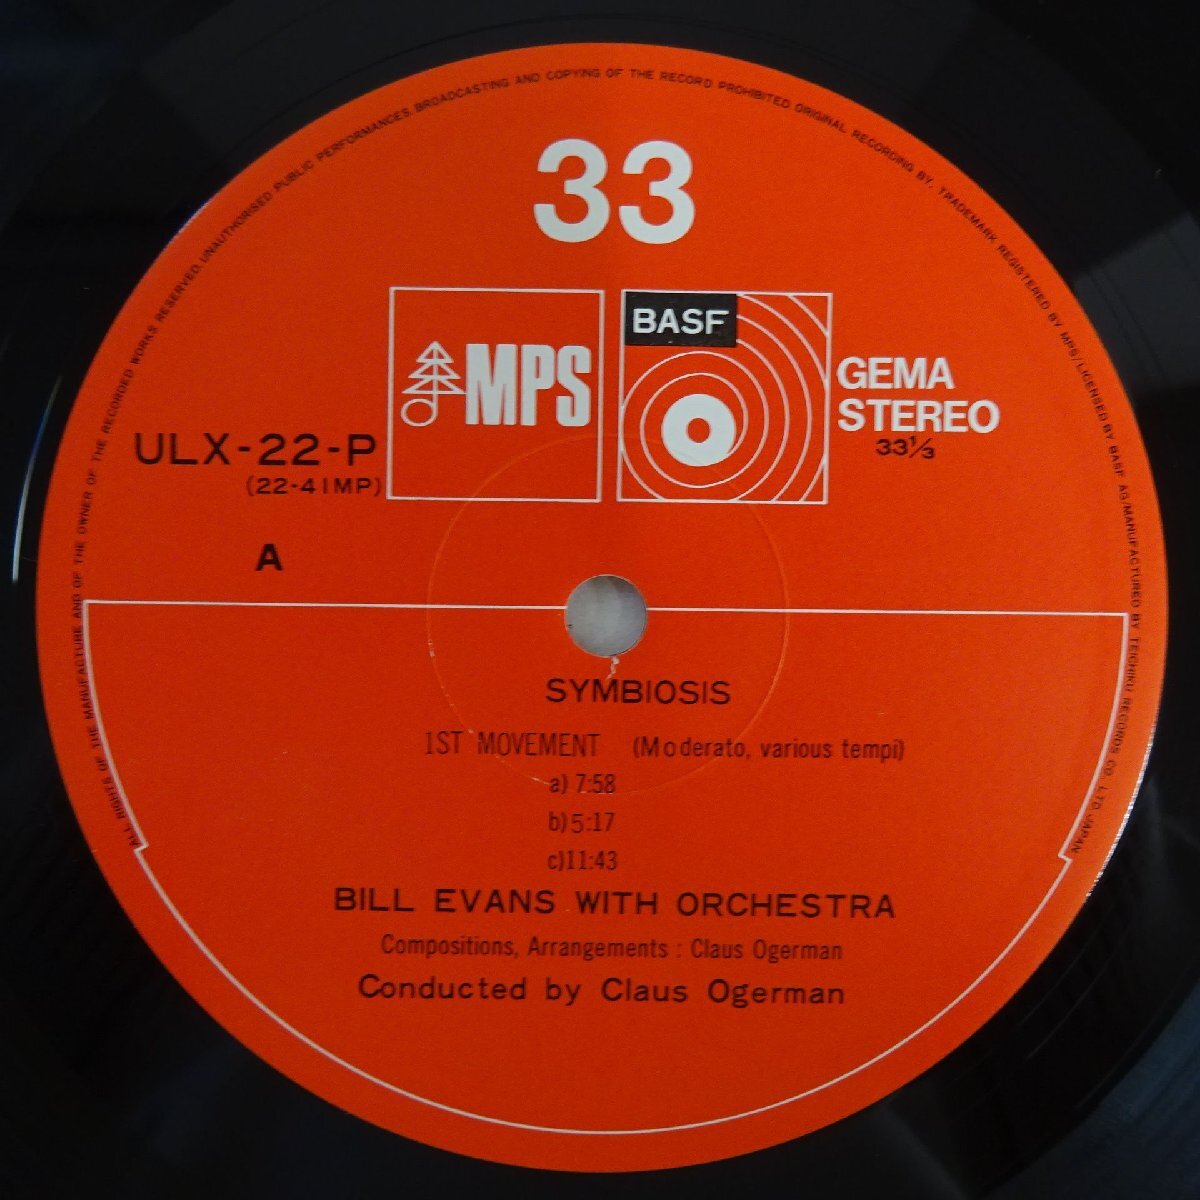 ALL RIGHTS OF THE MANUFACTURE AND OF THE OWNER OF THE RECORDED WORKS RESERVED. UNAUTHORISED PUBLIC PERFORMANCES, BROADCASTING AND COPYING OF THE RECORD PROHIBITED ORIGINAL RECORDING BY, TRADEMARK REGISTERED BY MPS/LICENSED BY BASF AG/MANUFACTURED BY TEICHIKU RECORDS CO., LTD. JAPAN
33
MPS
BASF
GEMA
STEREO
33⅓
ULX-22-P
(22-41MP)
A
SYMBIOSIS
1ST MOVEMENT (Moderato, various tempi)
a) 7:58
b) 5:17
c) 11:43
BILL EVANS WITH ORCHESTRA
Compositions, Arrangements : Claus Ogerman
Conducted by Claus Ogerman